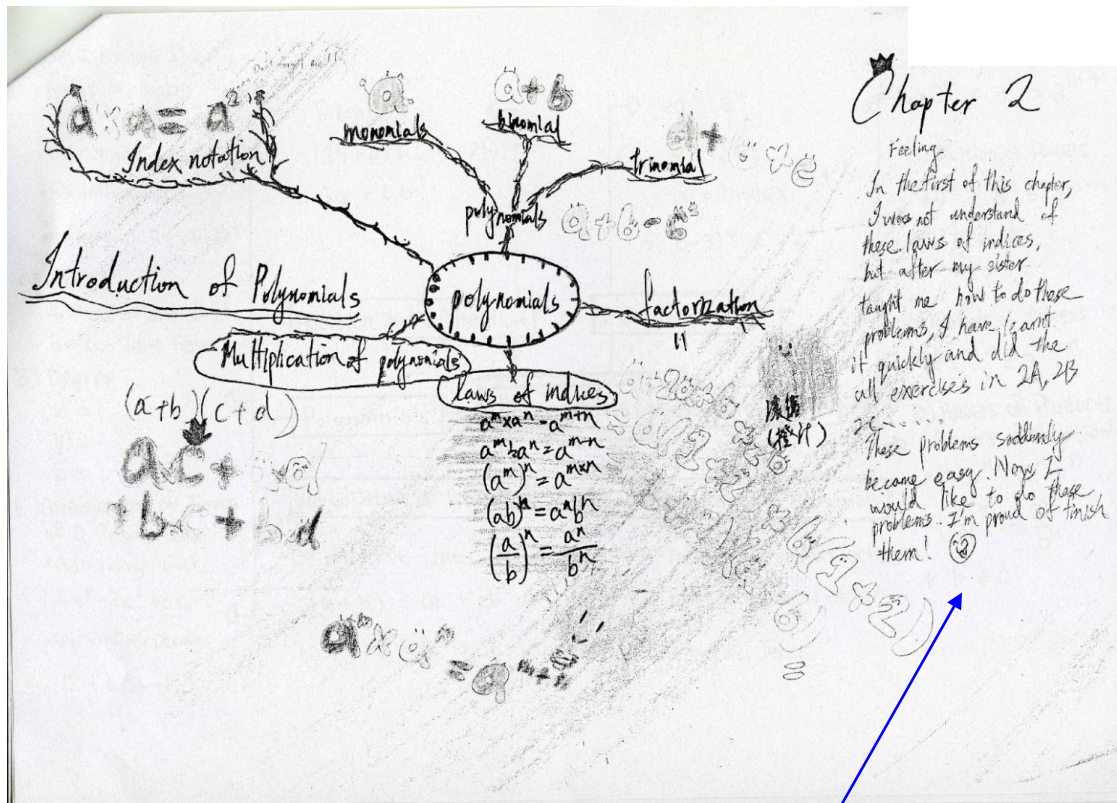 Chapter 2
Feeling
In the first of this chapter,
I was not understand of
these laws of indices,
but after my sister
taught me how to do these
problems, I have learnt
it quickly and did the
all exercises in 2A, 2B
2C......
These problems suddenly
became easy. Now, I
would like to do these
problems. I'm proud of finish
them!
a x a = a²
Index notation
a
monomials
a+b
binomial
trinomial
polynomials
Introduction of Polynomials
polynomials
factorization
Multiplication of polynomials
(a+b)(c+d)
ac+
+bc+bd
laws of indices
aᵐxaⁿ=aᵐ⁺ⁿ
aᵐ÷aⁿ=aᵐ⁻ⁿ
(aᵐ)ⁿ=aᵐˣⁿ
(ab)ⁿ=aⁿbⁿ
(a/b)ⁿ=aⁿ/bⁿ
aᵐxaⁿ=aᵐ⁺ⁿ